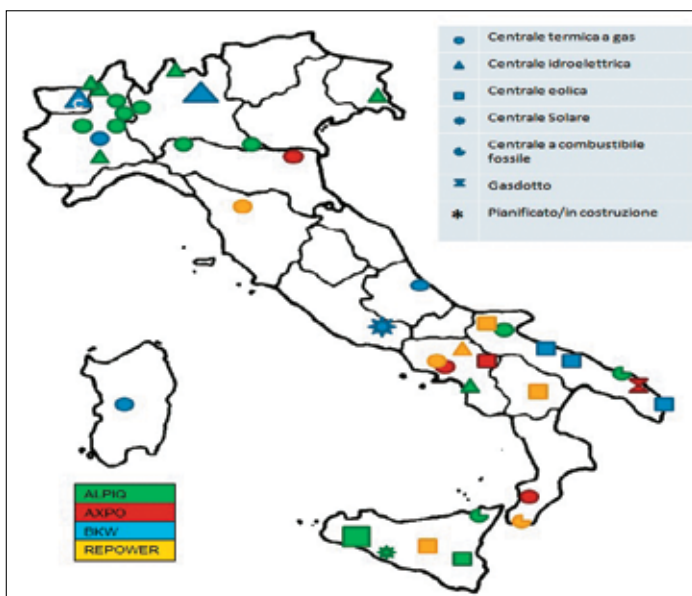 Centrale termica a gas
Centrale idroelettrica
Centrale eolica
Centrale Solare
Centrale a combustibile
fossile
Gasdotto
Pianificato/in costruzione
ALPIQ
AXPO
BKW
REPOWER